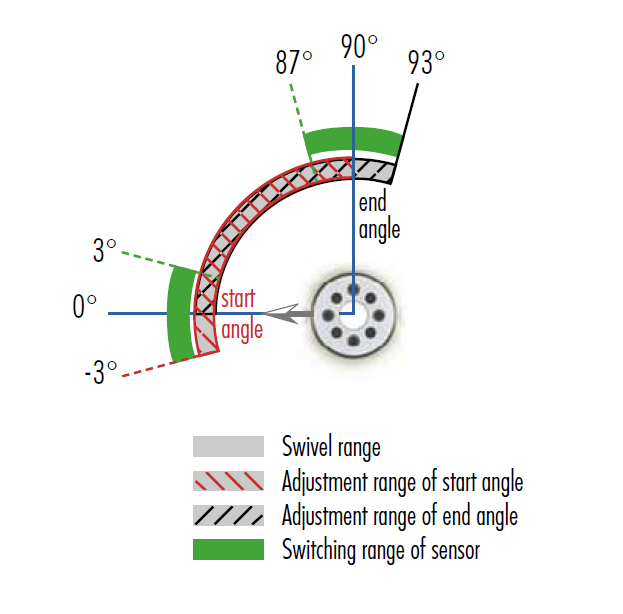 90°
87°
93°
end
angle
3°
0°
start
angle
-3°
Swivel range
Adjustment range of start angle
Adjustment range of end angle
Switching range of sensor